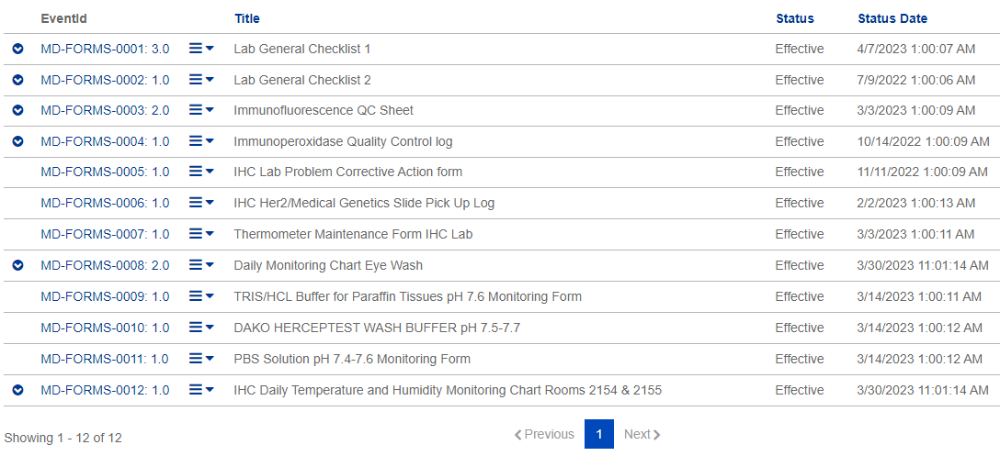 EventId Title Status Status Date
MD-FORMS-0001: 3.0 Lab General Checklist 1 Effective 4/7/2023 1:00:07 AM
MD-FORMS-0002: 1.0 Lab General Checklist 2 Effective 7/9/2022 1:00:06 AM
MD-FORMS-0003: 2.0 Immunofluorescence QC Sheet Effective 3/3/2023 1:00:09 AM
MD-FORMS-0004: 1.0 Immunoperoxidase Quality Control log Effective 10/14/2022 1:00:09 AM
MD-FORMS-0005: 1.0 IHC Lab Problem Corrective Action form Effective 11/11/2022 1:00:09 AM
MD-FORMS-0006: 1.0 IHC Her2/Medical Genetics Slide Pick Up Log Effective 2/2/2023 1:00:13 AM
MD-FORMS-0007: 1.0 Thermometer Maintenance Form IHC Lab Effective 3/3/2023 1:00:11 AM
MD-FORMS-0008: 2.0 Daily Monitoring Chart Eye Wash Effective 3/30/2023 11:01:14 AM
MD-FORMS-0009: 1.0 TRIS/HCL Buffer for Paraffin Tissues pH 7.6 Monitoring Form Effective 3/14/2023 1:00:11 AM
MD-FORMS-0010: 1.0 DAKO HERCEPTEST WASH BUFFER pH 7.5-7.7 Effective 3/14/2023 1:00:12 AM
MD-FORMS-0011: 1.0 PBS Solution pH 7.4-7.6 Monitoring Form Effective 3/14/2023 1:00:12 AM
MD-FORMS-0012: 1.0 IHC Daily Temperature and Humidity Monitoring Chart Rooms 2154 & 2155 Effective 3/30/2023 11:01:14 AM
Showing 1 - 12 of 12 Previous 1 Next